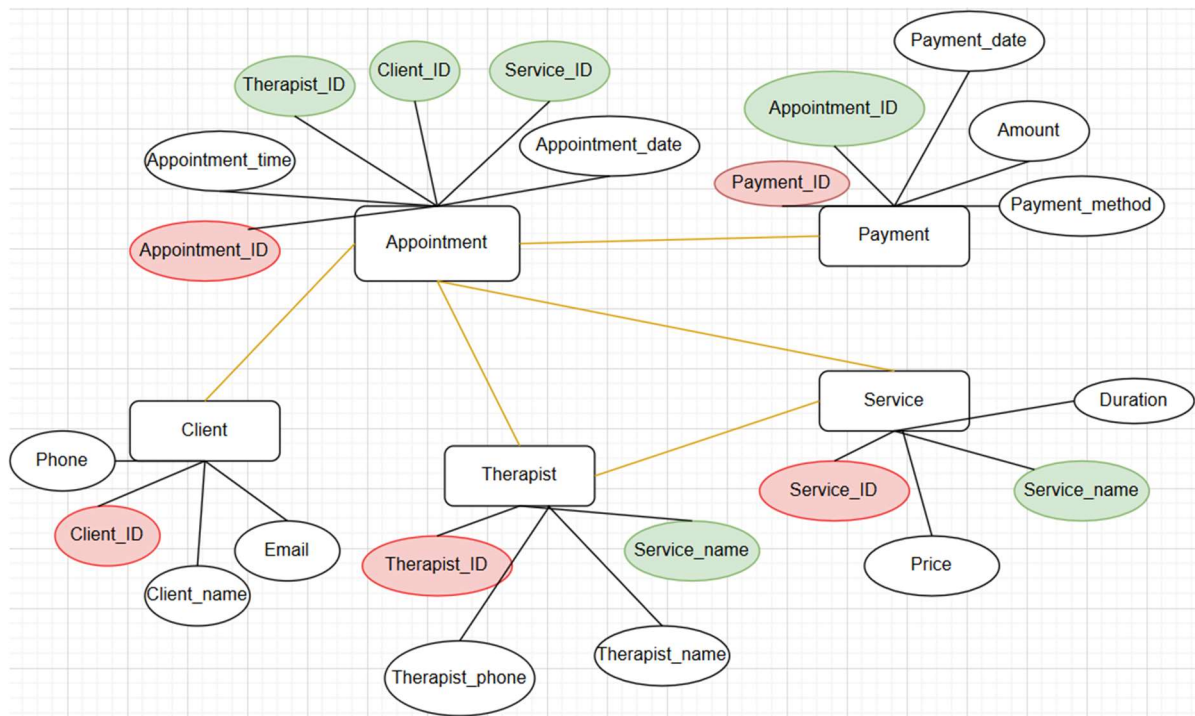 Payment_date
Therapist_ID
Client_ID
Service_ID
Appointment_ID
Amount
Appointment_time
Appointment_date
Payment_ID
Payment_method
Appointment_ID
Appointment
Payment
Client
Therapist
Service
Duration
Phone
Client_ID
Email
Client_name
Therapist_ID
Service_name
Therapist_phone
Therapist_name
Service_ID
Service_name
Price